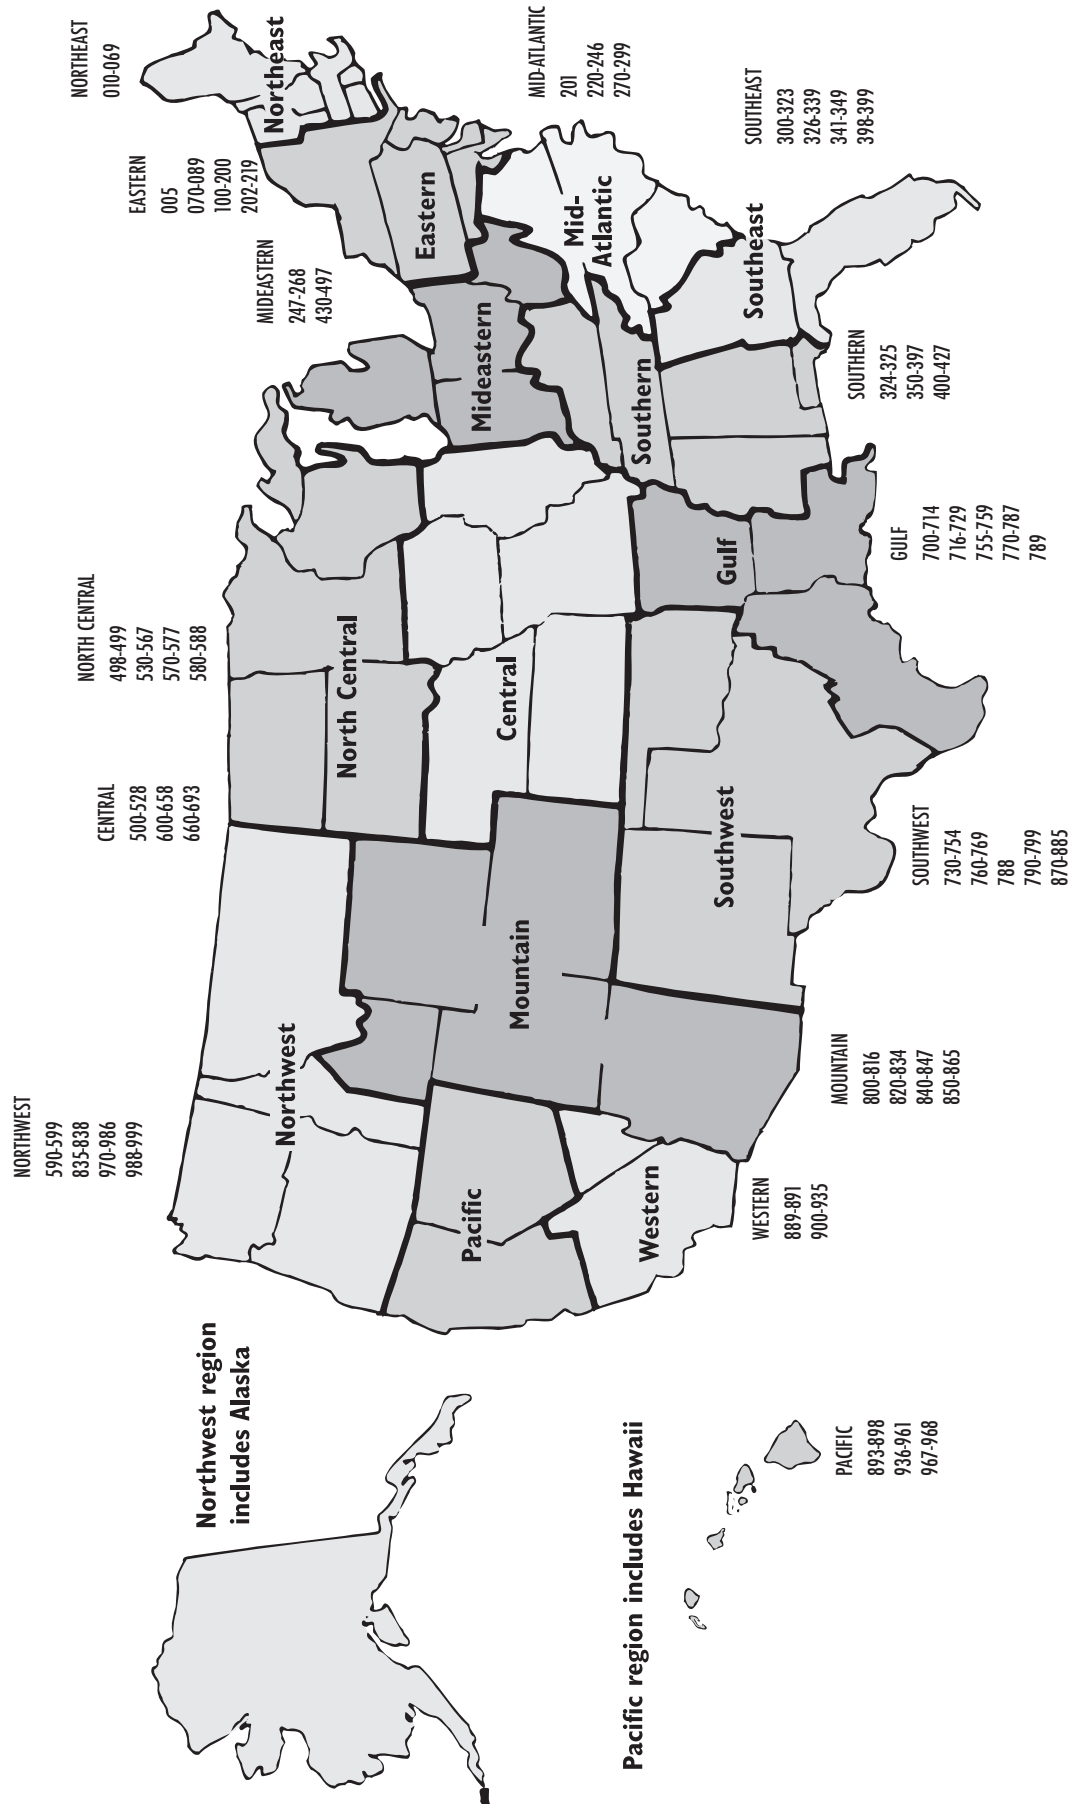 NORTHWEST
590-599
835-838
970-986
988-999
CENTRAL
500-528
600-658
660-693
NORTH CENTRAL
498-499
530-567
570-577
580-588
MIDEASTERN
247-268
430-497
EASTERN
005
070-089
100-200
202-219
NORTHEAST
010-069
Northwest region
includes Alaska
Northwest
North Central
Northeast
Eastern
Mideastern
Pacific
Mountain
Central
Mid-
Atlantic
MID-ATLANTIC
201
220-246
270-299
Pacific region includes Hawaii
Western
Southwest
Gulf
Southern
Southeast
SOUTHEAST
300-323
326-339
341-349
398-399
PACIFIC
893-898
936-961
967-968
WESTERN
889-891
900-935
MOUNTAIN
800-816
820-834
840-847
850-865
SOUTHWEST
730-754
760-769
788
790-799
870-885
GULF
700-714
716-729
755-759
770-787
789
SOUTHERN
324-325
350-397
400-427